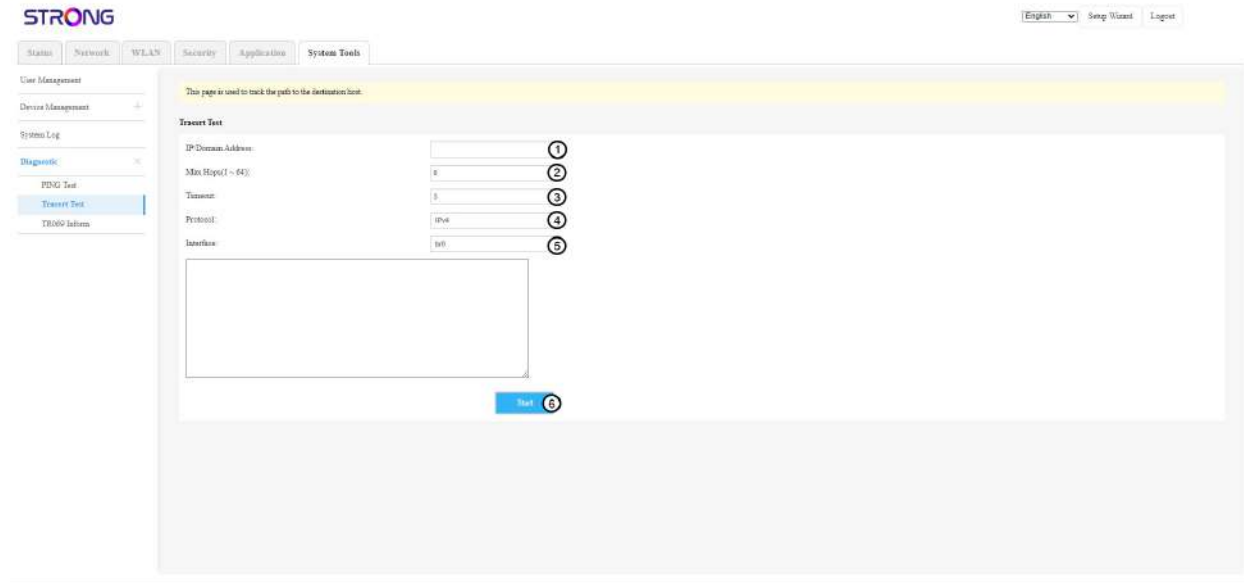 STRONG
English Setup Wizard Logout
Status Network WLAN Security Application System Tools
User Management
Device Management +
System Log
Diagnostic ×
PING Test
Tracert Test
TR069 Inform
This page is used to track the path to the destination host.
Tracert Test
IP/Domain Address: 1
Max Hops(1 ~ 64): 2
Timeout: 5 3
Protocol: 4
Interface: br0 5
Start 6